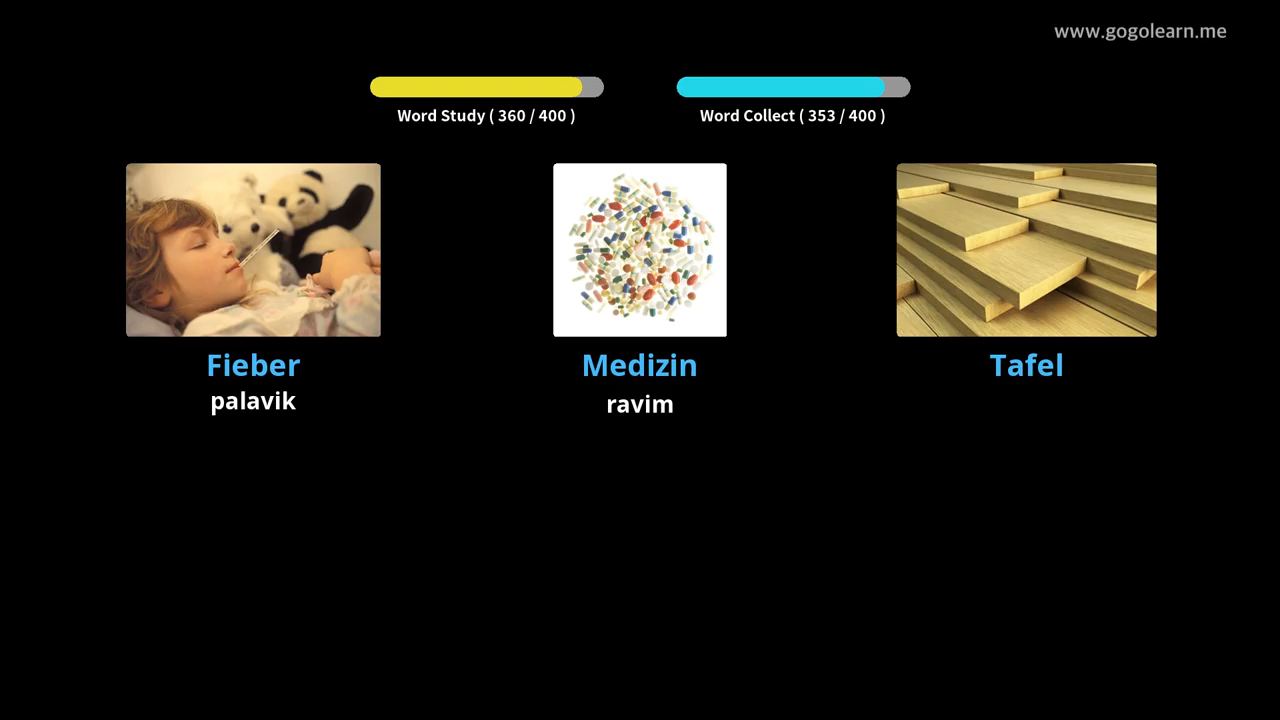 www.gogolearn.me
Word Study ( 360 / 400 )
Word Collect ( 353 / 400 )
Fieber
palavik
Medizin
ravim
Tafel